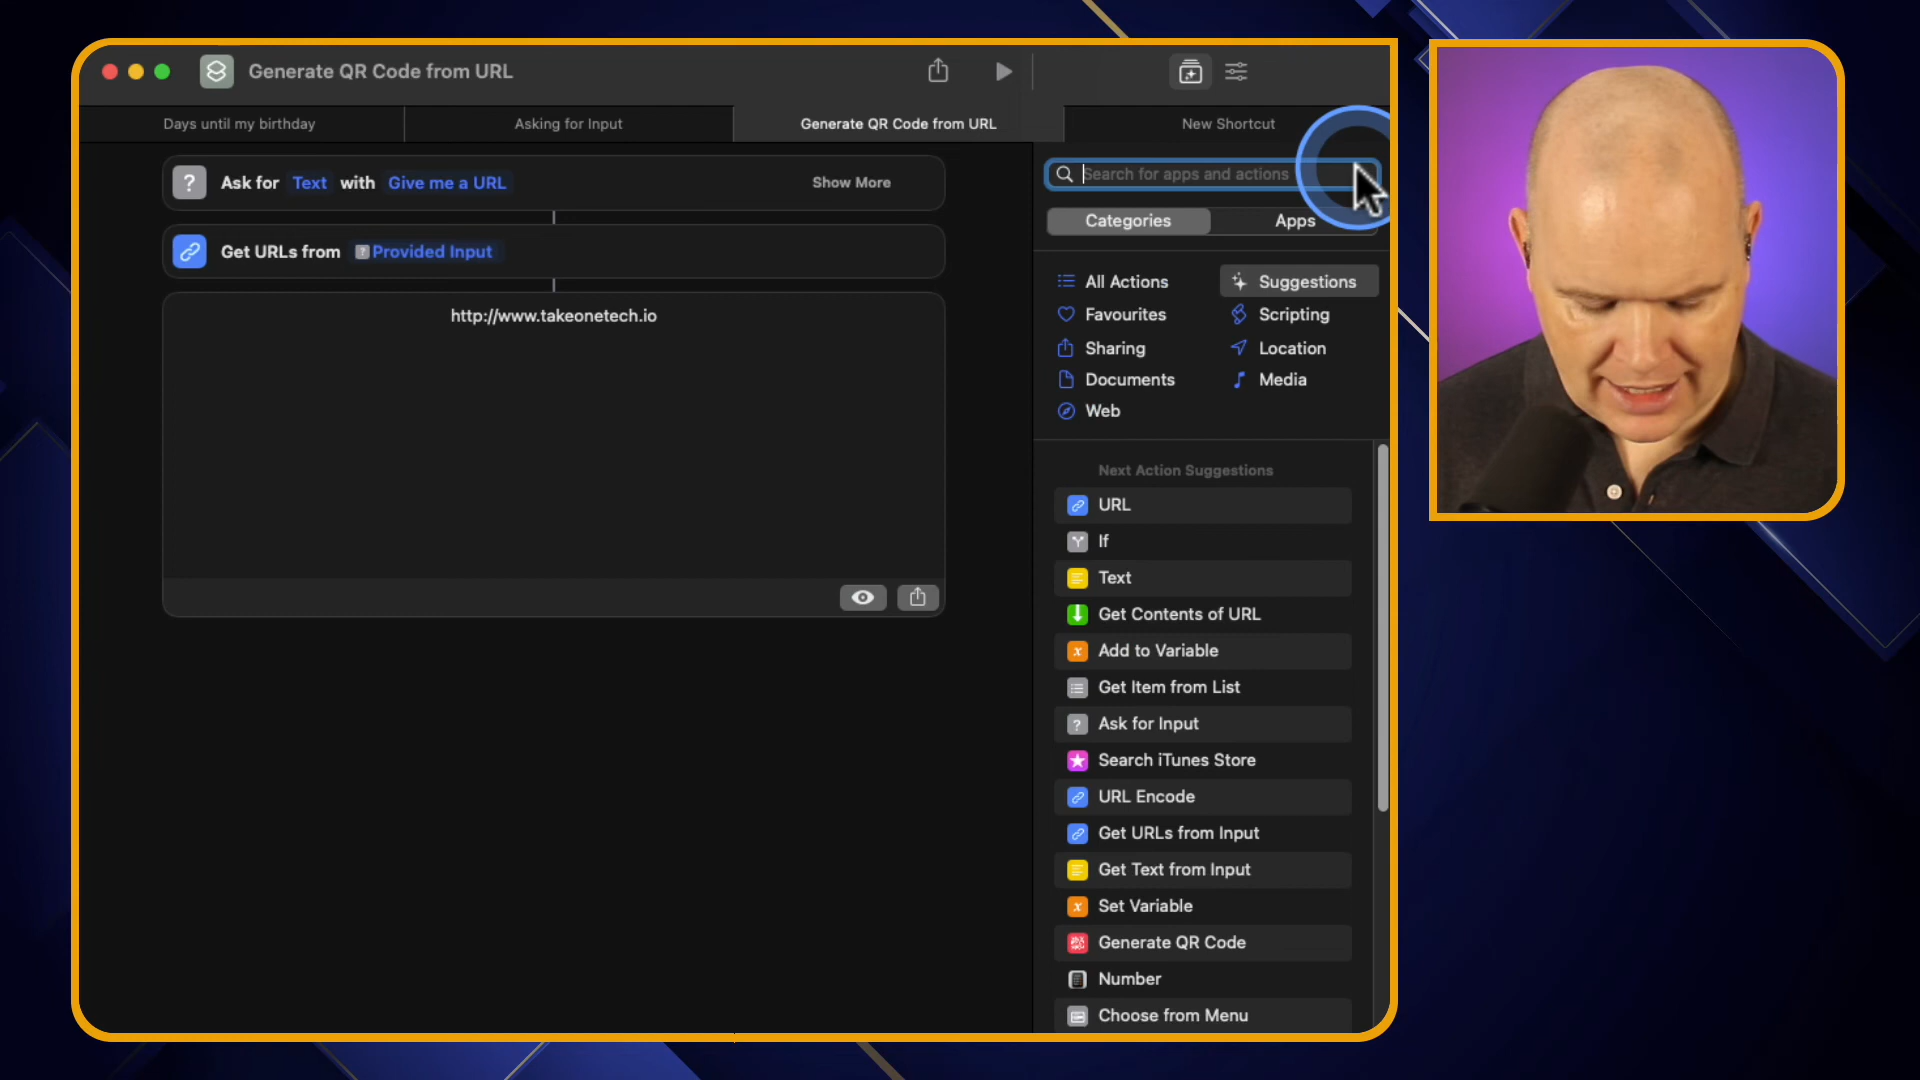 Generate QR Code from URL
Days until my birthday
Asking for Input
Generate QR Code from URL
New Shortcut
Ask for Text with Give me a URL
Show More
Get URLs from Provided Input
http://www.takeonetech.io
Search for apps and actions
Categories
Apps
All Actions
Suggestions
Favourites
Scripting
Sharing
Location
Documents
Media
Web
Next Action Suggestions
URL
If
Text
Get Contents of URL
Add to Variable
Get Item from List
Ask for Input
Search iTunes Store
URL Encode
Get URLs from Input
Get Text from Input
Set Variable
Generate QR Code
Number
Choose from Menu